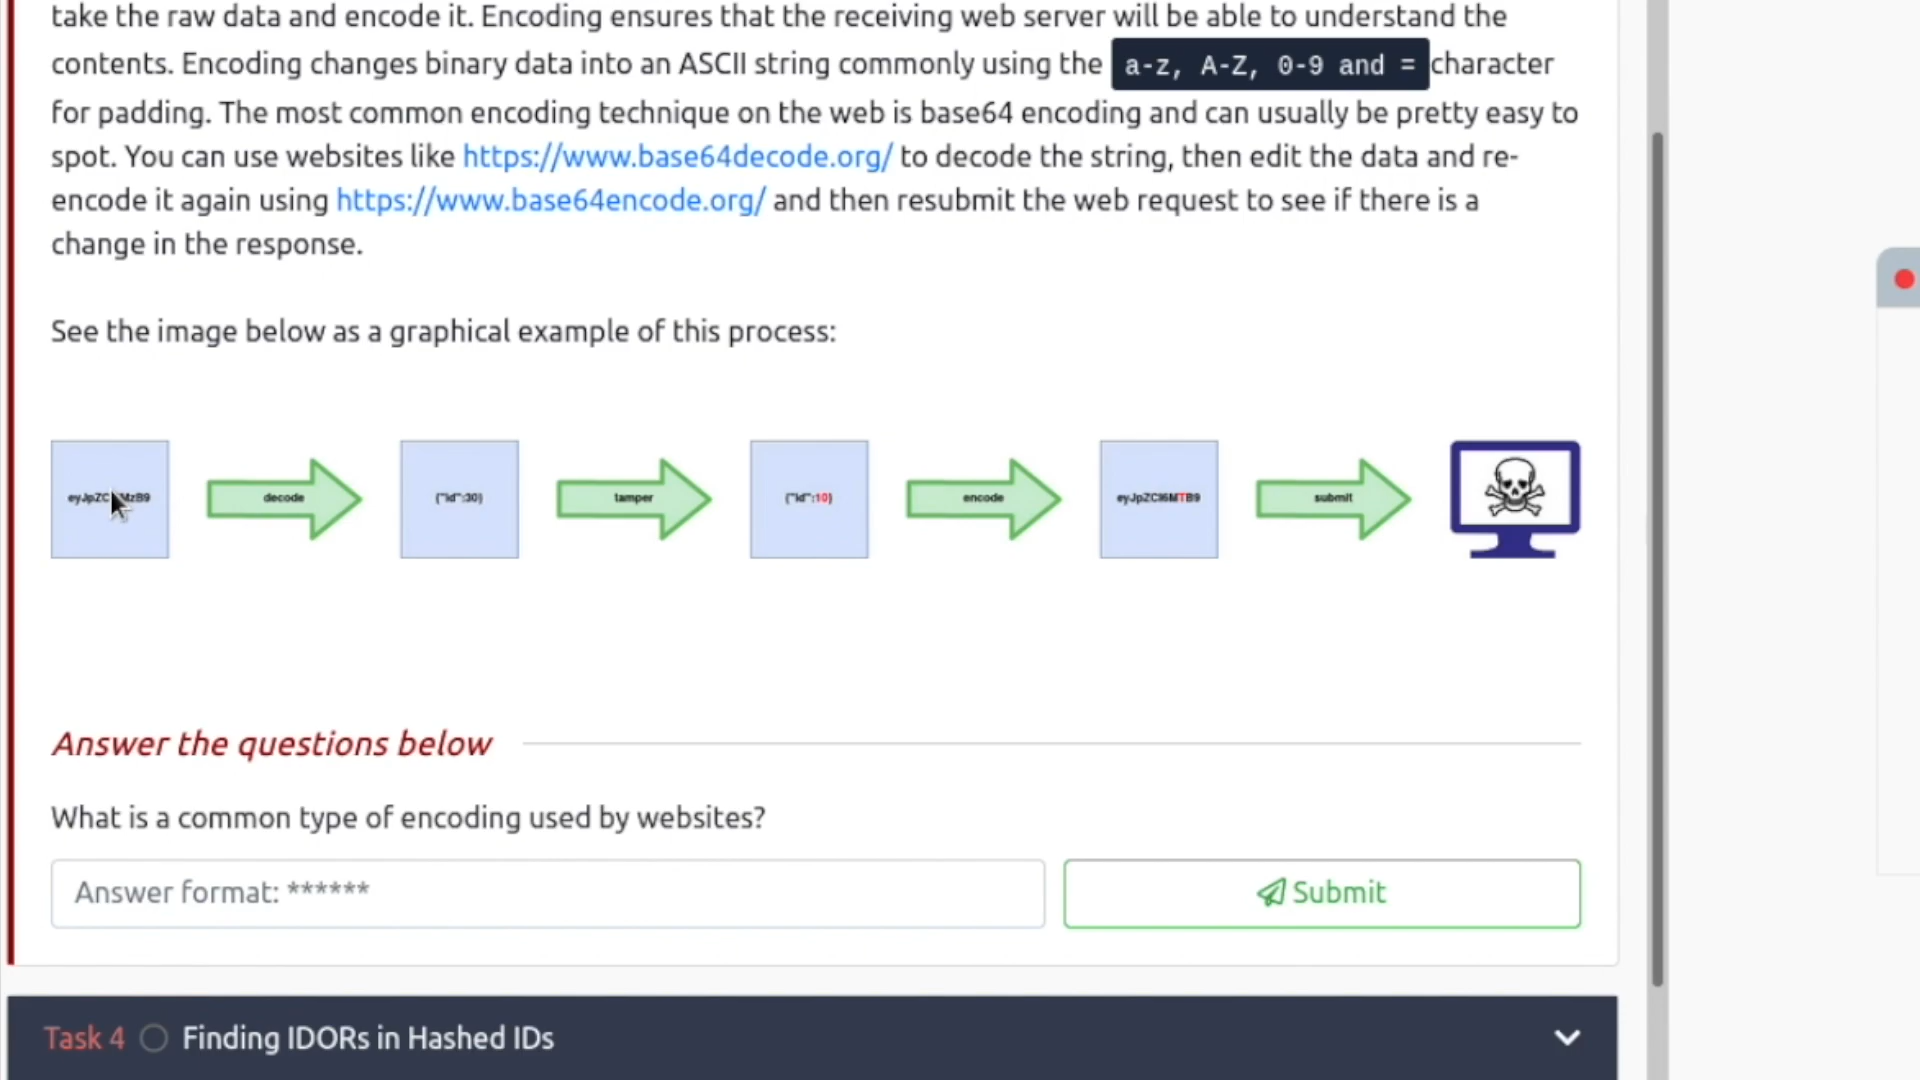 take the raw data and encode it. Encoding ensures that the receiving web server will be able to understand the
contents. Encoding changes binary data into an ASCII string commonly using the a-z, A-Z, 0-9 and = character
for padding. The most common encoding technique on the web is base64 encoding and can usually be pretty easy to
spot. You can use websites like https://www.base64decode.org/ to decode the string, then edit the data and re-
encode it again using https://www.base64encode.org/ and then resubmit the web request to see if there is a
change in the response.
See the image below as a graphical example of this process:
decode {"id":30} tamper {"id":10} encode eyJpZCI6MTB9 submit
Answer the questions below
What is a common type of encoding used by websites?
Answer format: ****** Submit
Task 4 Finding IDORs in Hashed IDs